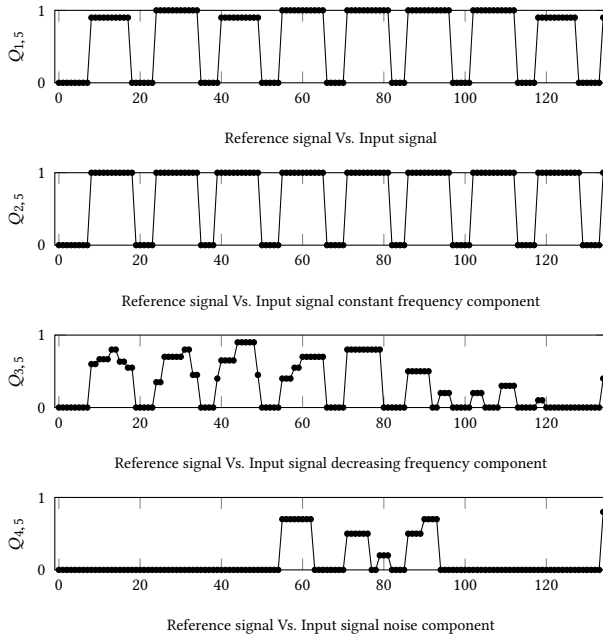 1
Q1,5
0
0 20 40 60 80 100 120
Reference signal Vs. Input signal
1
Q2,5
0
0 20 40 60 80 100 120
Reference signal Vs. Input signal constant frequency component
1
Q3,5
0
0 20 40 60 80 100 120
Reference signal Vs. Input signal decreasing frequency component
1
Q4,5
0
0 20 40 60 80 100 120
Reference signal Vs. Input signal noise component